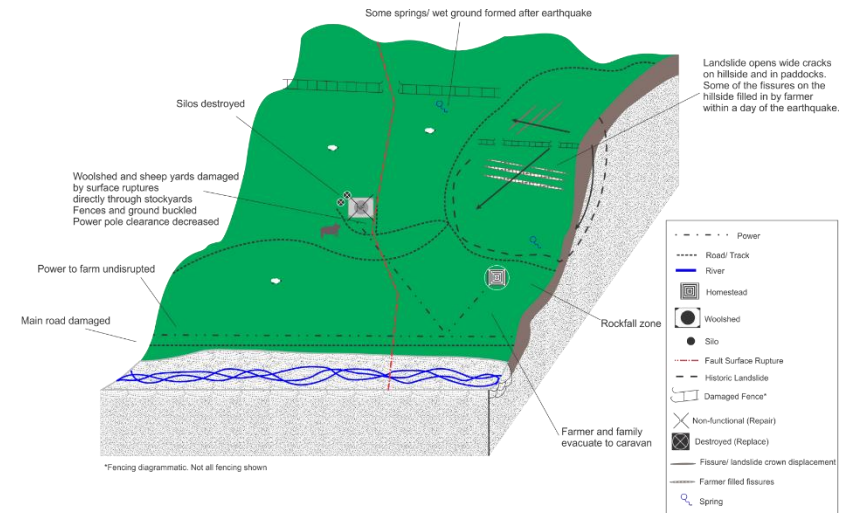 Some springs/ wet ground formed after earthquake
Landslide opens wide cracks
on hillside and in paddocks.
Some of the fissures on the
hillside filled in by farmer
within a day of the earthquake.
Silos destroyed
Woolshed and sheep yards damaged
by surface ruptures
directly through stockyards
Fences and ground buckled
Power pole clearance decreased
Power to farm undisrupted
Main road damaged
Rockfall zone
Farmer and family
evacuate to caravan
*Fencing diagrammatic. Not all fencing shown
Power
Road/ Track
River
Homestead
Woolshed
Silo
Fault Surface Rupture
Historic Landslide
Damaged Fence*
Non-functional (Repair)
Destroyed (Replace)
Fissure/ landslide crown displacement
Farmer filled fissures
Spring